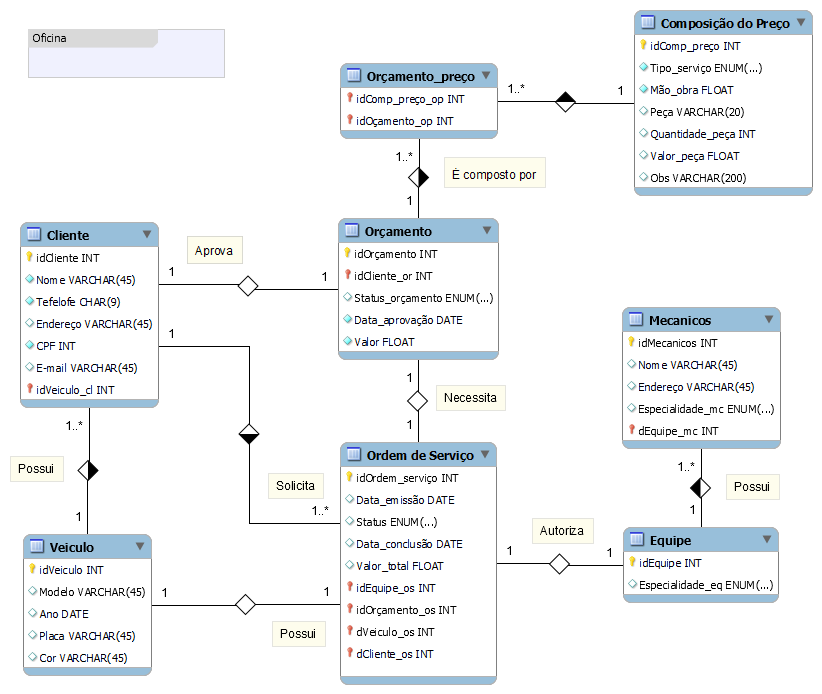 Oficina
Composição do Preço
idComp_preço INT
Tipo_serviço ENUM(...)
Mão_obra FLOAT
Peça VARCHAR(20)
Quantidade_peça INT
Valor_peça FLOAT
Obs VARCHAR(200)
1..*
1
Orçamento_preço
idComp_preço_op INT
idOçamento_op INT
1..*
É composto por
1
Orçamento
idOrçamento INT
idCliente_or INT
Status_orçamento ENUM(...)
Data_aprovação DATE
Valor FLOAT
Cliente
idCliente INT
Nome VARCHAR(45)
Tefelofe CHAR(9)
Endereço VARCHAR(45)
CPF INT
E-mail VARCHAR(45)
idVeiculo_cl INT
Aprova
1
1
1
Solicita
1..*
1
Necessita
1
Mecanicos
idMecanicos INT
Nome VARCHAR(45)
Endereço VARCHAR(45)
Especialidade_mc ENUM(...)
dEquipe_mc INT
1..*
Possui
1
1..*
Possui
1
Ordem de Serviço
idOrdem_serviço INT
Data_emissão DATE
Status ENUM(...)
Data_conclusão DATE
Valor_total FLOAT
idEquipe_os INT
idOrçamento_os INT
dVeiculo_os INT
dCliente_os INT
Autoriza
1
1
Equipe
idEquipe INT
Especialidade_eq ENUM(...)
Veiculo
idVeiculo INT
Modelo VARCHAR(45)
Ano DATE
Placa VARCHAR(45)
Cor VARCHAR(45)
1
1
Possui